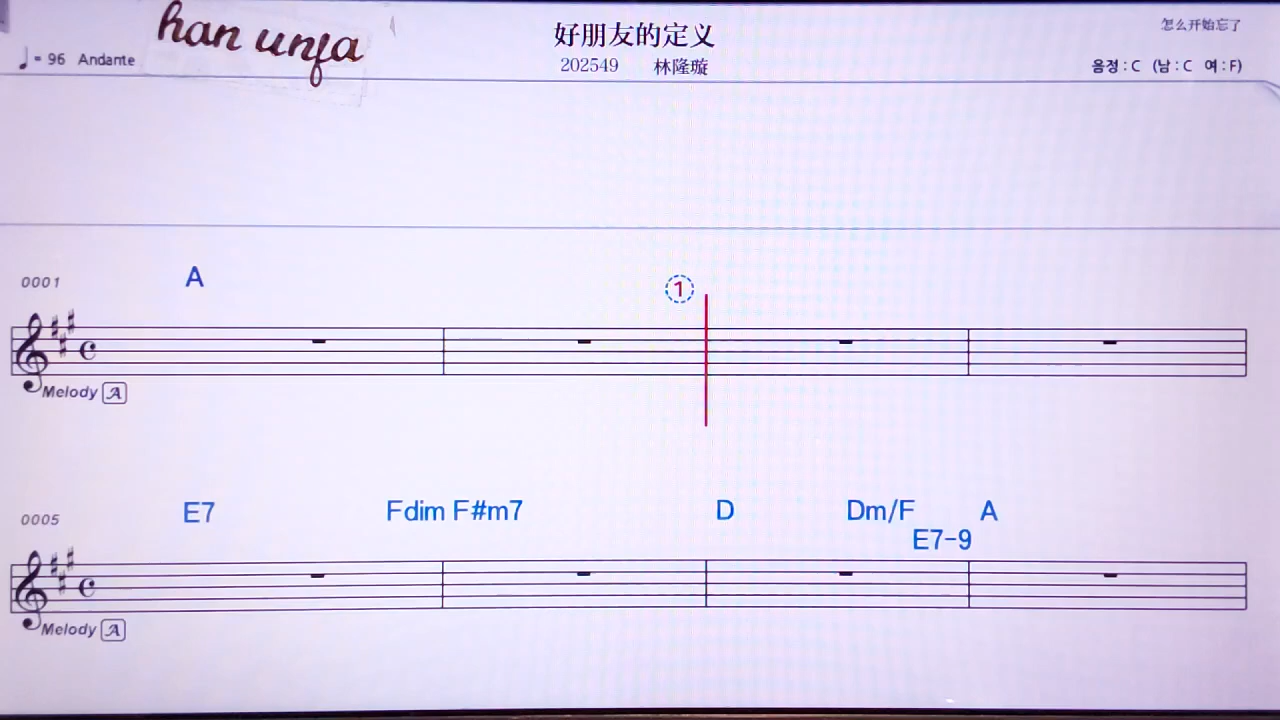 han unfa
好朋友的定义
怎么开始忘了
♩= 96 Andante
202549 林隆璇
음정 : C (남 : C 여 : F)
0001 A ①
Melody A
0005 E7 Fdim F#m7 D Dm/F A
E7-9
Melody A